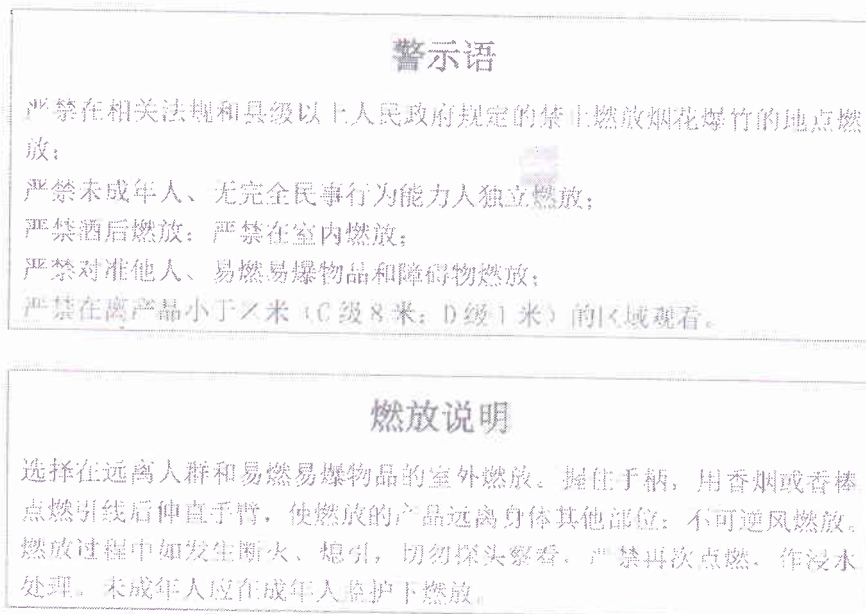 警示语
严禁在相关法规和县级以上人民政府规定的禁止燃放烟花爆竹的地点燃
放；
严禁未成年人、无完全民事行为能力人独立燃放；
严禁酒后燃放；严禁在室内燃放；
严禁对准他人、易燃易爆物品和障碍物燃放；
严禁在离产品小于X米（C级8米；D级1米）的区域观看。
燃放说明
选择在远离人群和易燃易爆物品的室外燃放。握住手柄，用香烟或香棒
点燃引线后伸直手臂，使燃放的产品远离身体其他部位；不可逆风燃放。
燃放过程中如发生断火、熄引，切勿探头察看，严禁再次点燃，作浸水
处理。未成年人应在成年人监护下燃放。